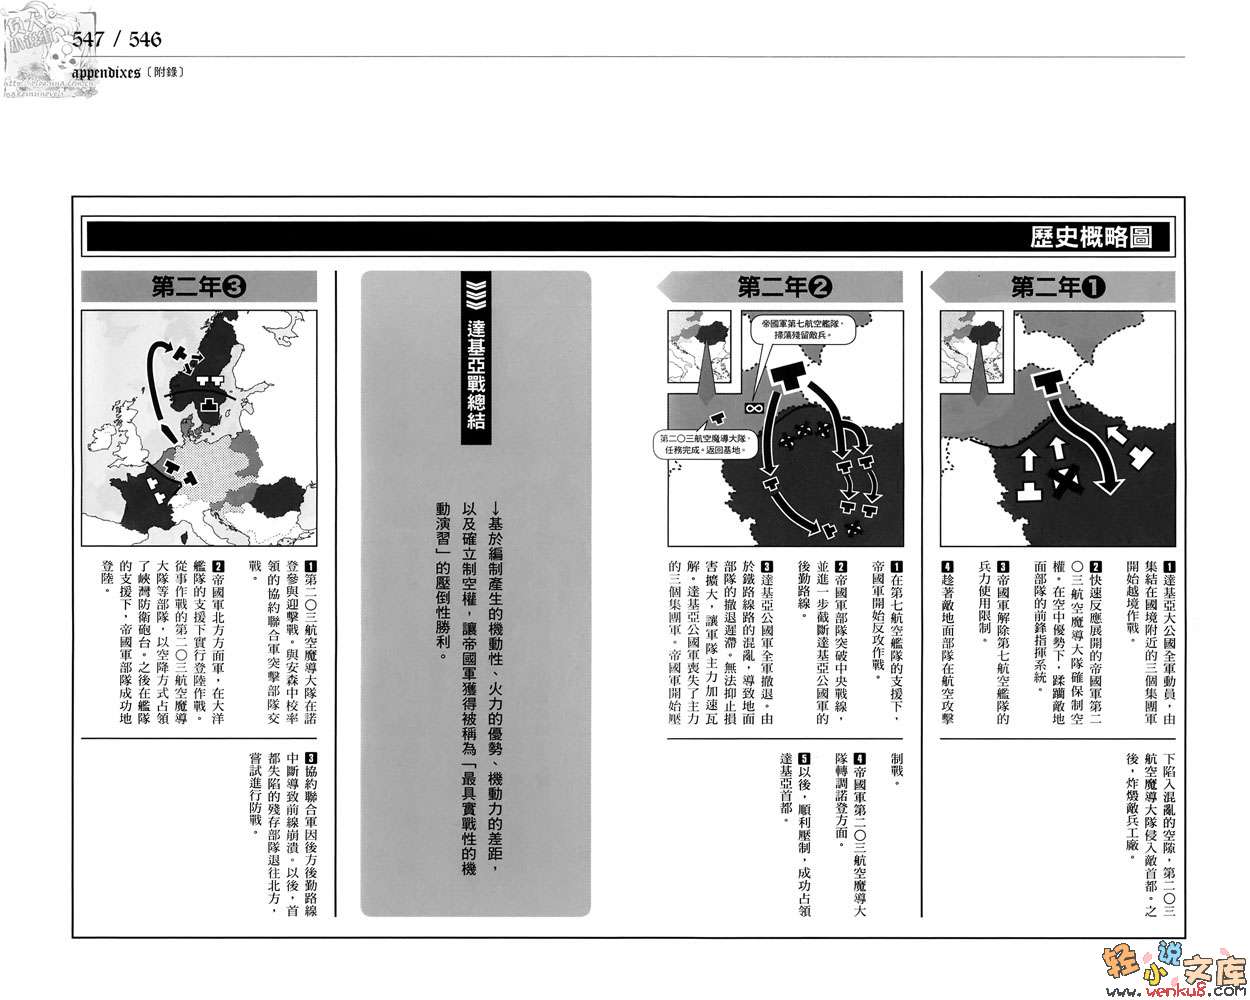 547 / 546
appendixes〔附錄〕
歷史概略圖
第二年❶
1達基亞大公國全軍動員，由
集結在國境附近的三個集團軍
開始越境作戰。
2快速反應展開的帝國軍第二
〇三航空魔導大隊確保制空
權。在空中優勢下，蹂躪敵地
面部隊的前鋒指揮系統。
3帝國軍解除第七航空艦隊的
兵力使用限制。
4趁著敵地面部隊在航空攻擊
下陷入混亂的空隙，第二〇三
航空魔導大隊侵入敵首都。之
後，炸燬敵兵工廠。
第二年❷
帝國軍第七航空艦隊，
掃蕩殘留敵兵。
第二〇三航空魔導大隊，
任務完成。返回基地。
1在第七航空艦隊的支援下，
帝國軍開始反攻作戰。
2帝國軍部隊突破中央戰線，
並進一步截斷達基亞公國軍的
後勤路線。
3達基亞公國軍全軍撤退。由
於鐵路線路的混亂，導致地面
部隊的撤退遲滯。無法抑止損
害擴大，讓軍隊主力加速瓦
解。達基亞公國軍喪失了主力
的三個集團軍。帝國軍開始壓
制戰。
4帝國軍第二〇三航空魔導大
隊轉調諾登方面。
5以後，順利壓制，成功占領
達基亞首都。
達基亞戰總結
→基於編制產生的機動性、火力的優勢、機動力的差距，
以及確立制空權，讓帝國軍獲得被稱為「最具實戰性的機
動演習」的壓倒性勝利。
第二年❸
1第二〇三航空魔導大隊在諾
登參與迎擊戰。與安森中校率
領的協約聯合軍突擊部隊交
戰。
2帝國軍北方方面軍，在大洋
艦隊的支援下實行登陸作戰。
從事作戰的第二〇三航空魔導
大隊等部隊，以空降方式占領
了峽灣防衛砲台。之後在艦隊
的支援下，帝國軍部隊成功地
登陸。
3協約聯合軍因後方後勤路線
中斷導致前線崩潰。以後，首
都失陷的殘存部隊退往北方，
嘗試進行防戰。
轻小说文库
www.wenku8.com